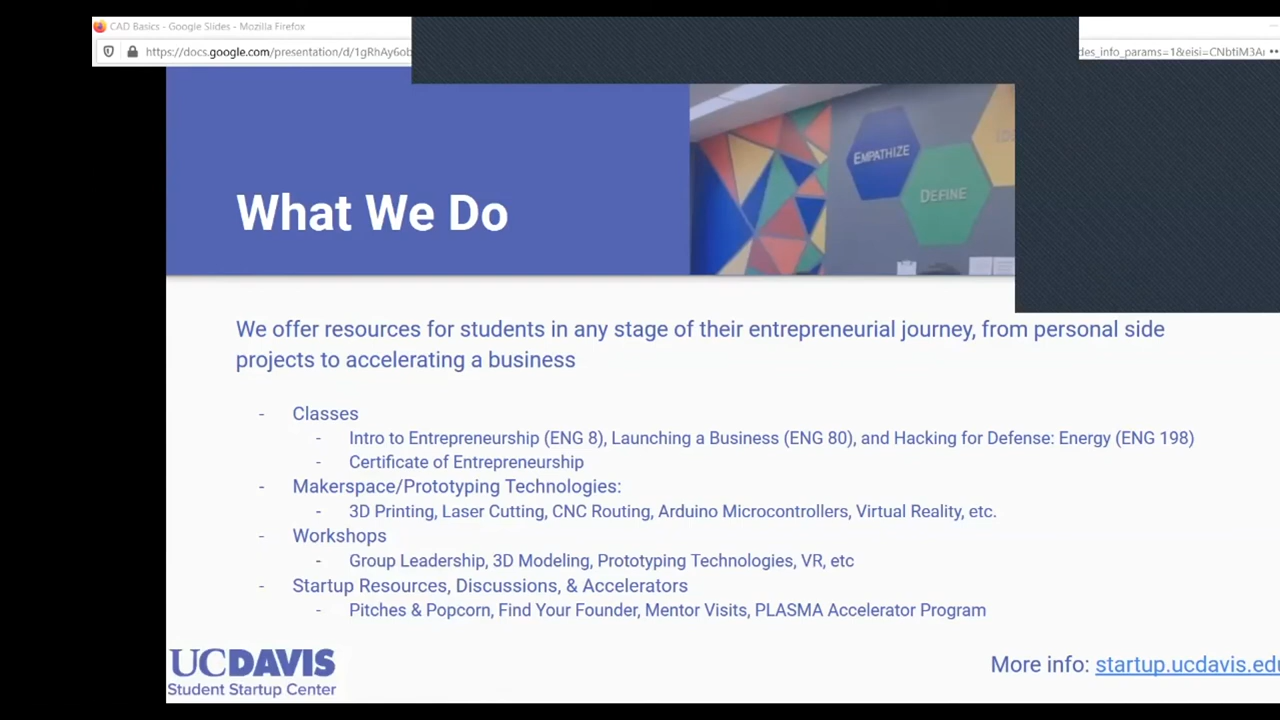 CAD Basics - Google Slides - Mozilla Firefox
https://docs.google.com/presentation/d/1gRhAy6ob
des_info_params=1&eisi=CNbtiM3A
EMPATHIZE
DEFINE
What We Do
We offer resources for students in any stage of their entrepreneurial journey, from personal side
projects to accelerating a business
- Classes
- Intro to Entrepreneurship (ENG 8), Launching a Business (ENG 80), and Hacking for Defense: Energy (ENG 198)
- Certificate of Entrepreneurship
- Makerspace/Prototyping Technologies:
- 3D Printing, Laser Cutting, CNC Routing, Arduino Microcontrollers, Virtual Reality, etc.
- Workshops
- Group Leadership, 3D Modeling, Prototyping Technologies, VR, etc
- Startup Resources, Discussions, & Accelerators
- Pitches & Popcorn, Find Your Founder, Mentor Visits, PLASMA Accelerator Program
UCDAVIS
Student Startup Center
More info: startup.ucdavis.edu